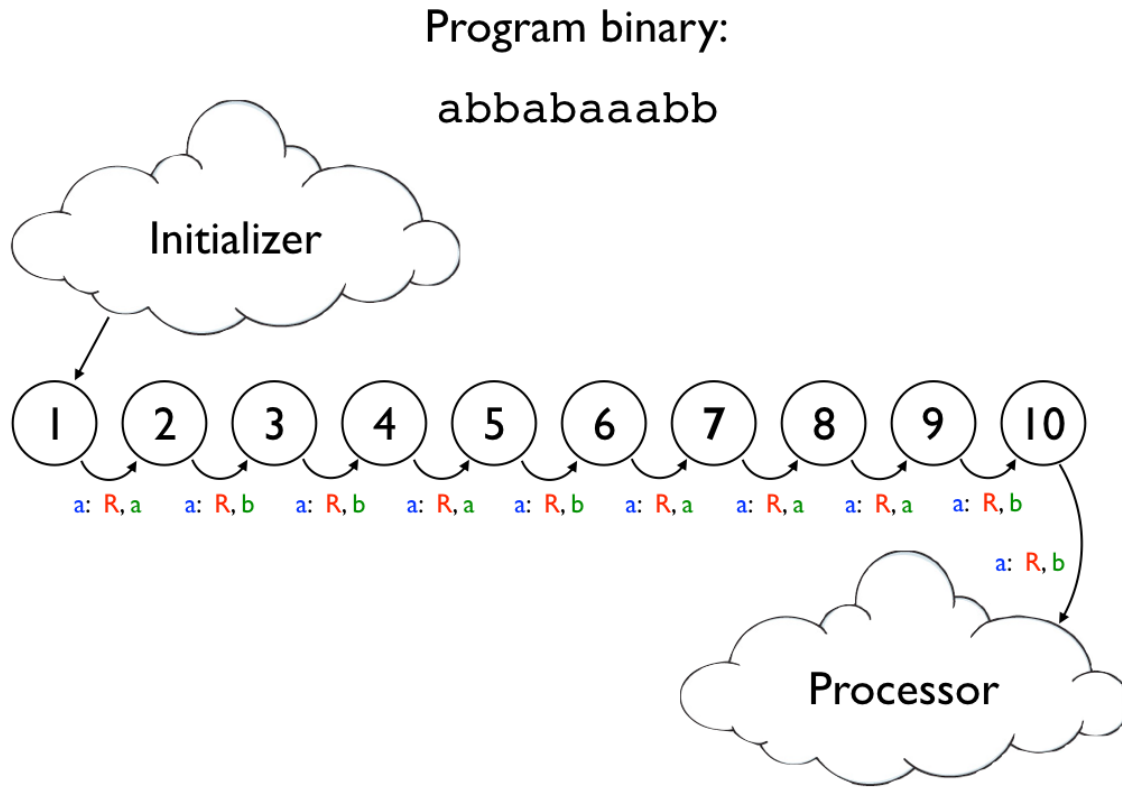 Program binary:
abbabaaabb
Initializer
1 2 3 4 5 6 7 8 9 10
a: R, a a: R, b a: R, b a: R, a a: R, b a: R, a a: R, a a: R, a a: R, b
a: R, b
Processor